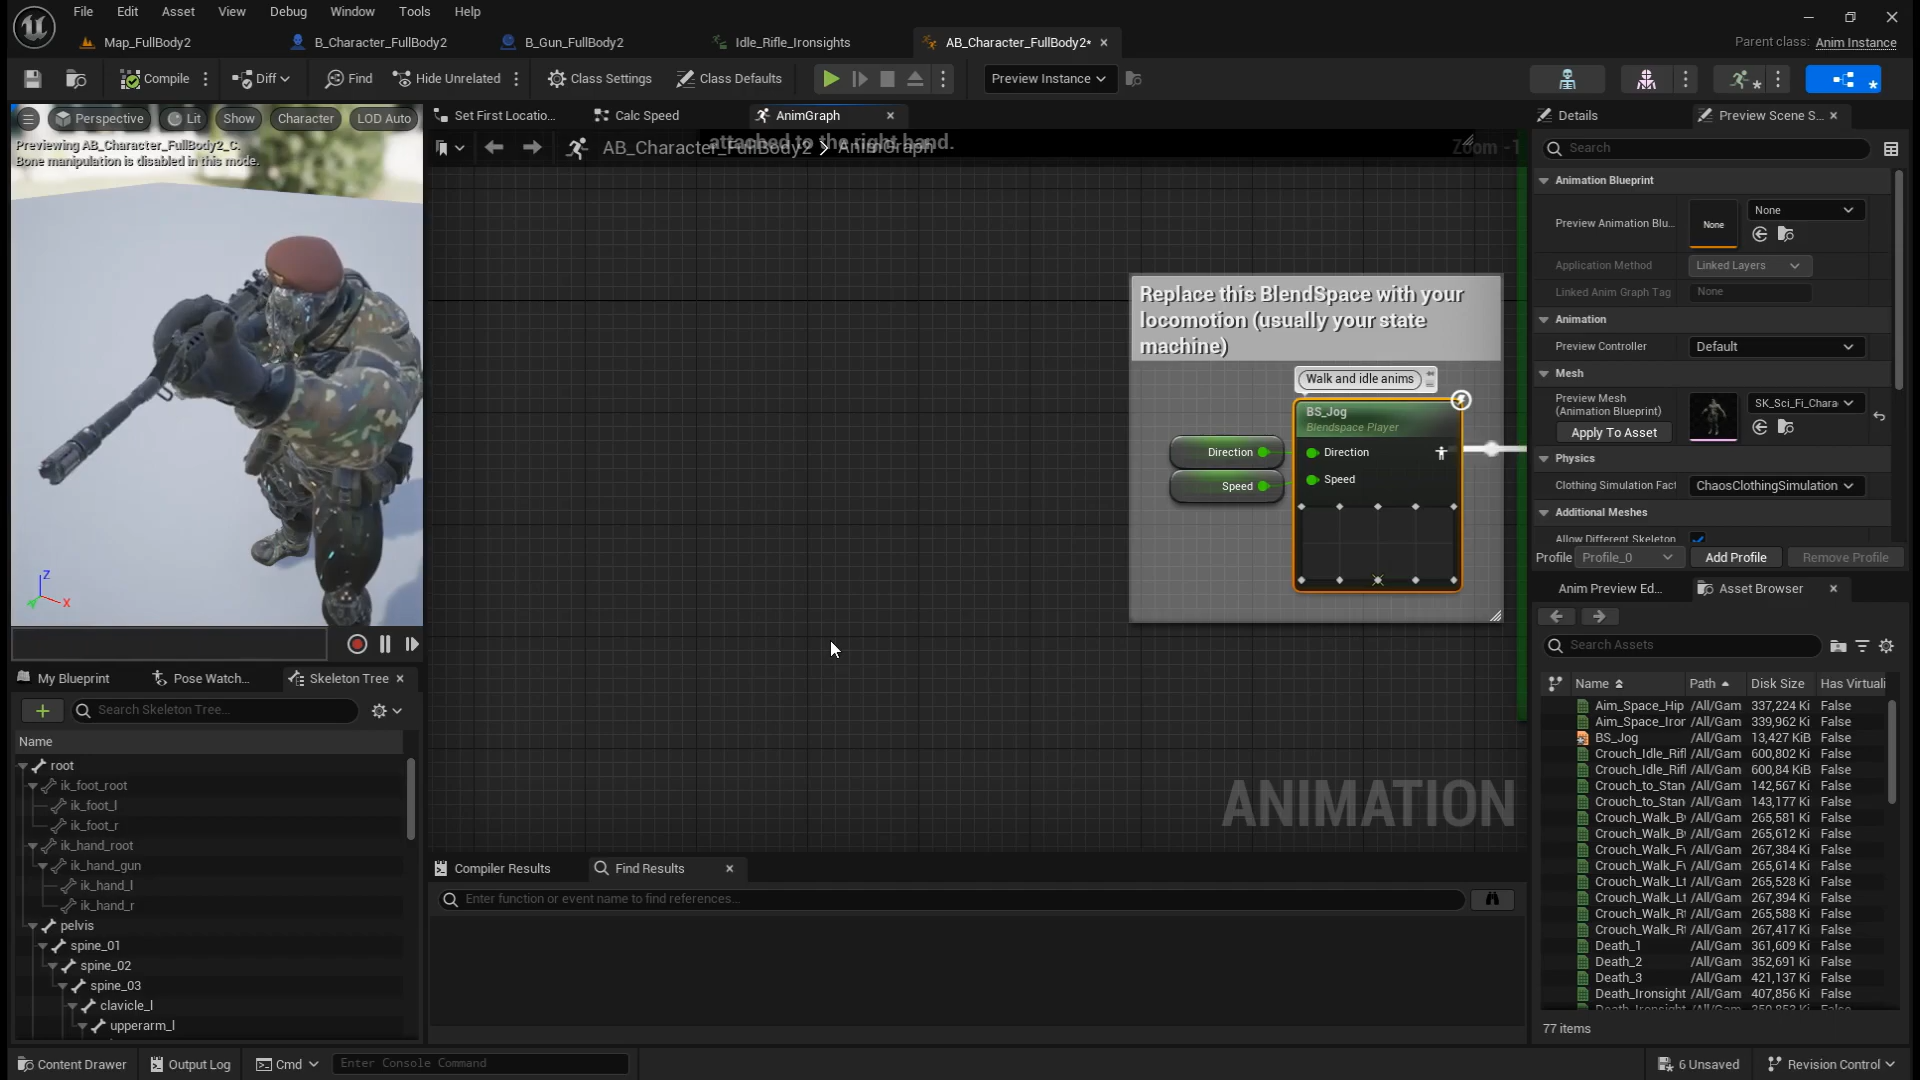 File Edit Asset View Debug Window Tools Help
Map_FullBody2 B_Character_FullBody2 B_Gun_FullBody2 Idle_Rifle_Ironsights AB_Character_FullBody2*
Parent class: Anim Instance
Compile Diff Find Hide Unrelated Class Settings Class Defaults Preview Instance
Set First Locatio... Calc Speed AnimGraph
Details Preview Scene S...
Perspective Lit Show Character LOD Auto
Previewing AB_Character_FullBody2_C.
Bone manipulation is disabled in this mode.
attached to the right hand.
AB_Character_FullBody2 > AnimGraph
Zoom -1
Search
Animation Blueprint
Preview Animation Blu... None None
Application Method Linked Layers
Linked Anim Graph Tag None
Animation
Preview Controller Default
Mesh
Preview Mesh
(Animation Blueprint) SK_Sci_Fi_Chara
Apply To Asset
Physics
Clothing Simulation Fact ChaosClothingSimulation
Additional Meshes
Allow Different Skeleton
Profile Profile_0 Add Profile Remove Profile
Replace this BlendSpace with your
locomotion (usually your state
machine)
Walk and idle anims
BS_Jog
Blendspace Player
Direction Direction
Speed Speed
ANIMATION
Z
X
My Blueprint Pose Watch... Skeleton Tree
Search Skeleton Tree...
Name
root
ik_foot_root
ik_foot_l
ik_foot_r
ik_hand_root
ik_hand_gun
ik_hand_l
ik_hand_r
pelvis
spine_01
spine_02
spine_03
clavicle_l
upperarm_l
Compiler Results Find Results
Enter function or event name to find references...
Anim Preview Ed... Asset Browser
Search Assets
Name Path Disk Size Has Virtuali
Aim_Space_Hip /All/Gam 337,224 Ki False
Aim_Space_Iron /All/Gam 339,962 Ki False
BS_Jog /All/Gam 13,427 KiB False
Crouch_Idle_Rifl /All/Gam 600,802 Ki False
Crouch_Idle_Rifl /All/Gam 600,84 KiB False
Crouch_to_Stan /All/Gam 142,567 Ki False
Crouch_to_Stan /All/Gam 143,177 Ki False
Crouch_Walk_B /All/Gam 265,581 Ki False
Crouch_Walk_B /All/Gam 265,612 Ki False
Crouch_Walk_F /All/Gam 267,384 Ki False
Crouch_Walk_F /All/Gam 265,614 Ki False
Crouch_Walk_L /All/Gam 265,528 Ki False
Crouch_Walk_L /All/Gam 267,394 Ki False
Crouch_Walk_R /All/Gam 265,588 Ki False
Crouch_Walk_R /All/Gam 267,417 Ki False
Death_1 /All/Gam 361,609 Ki False
Death_2 /All/Gam 352,691 Ki False
Death_3 /All/Gam 421,137 Ki False
Death_Ironsight /All/Gam 407,856 Ki False
77 items
Content Drawer Output Log Cmd Enter Console Command 6 Unsaved Revision Control